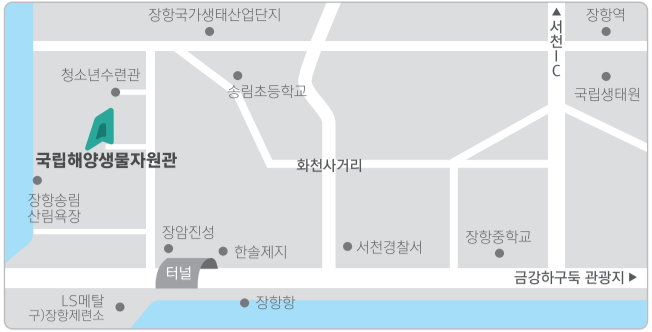 장항국가생태산업단지
▲
서천IC
장항역
청소년수련관
송림초등학교
국립생태원
국립해양생물자원관
화천사거리
장항송림
산림욕장
장암진성
한솔제지
서천경찰서
장항중학교
터널
금강하구둑 관광지 ▶
LS메탈
구)장항제련소
장항항